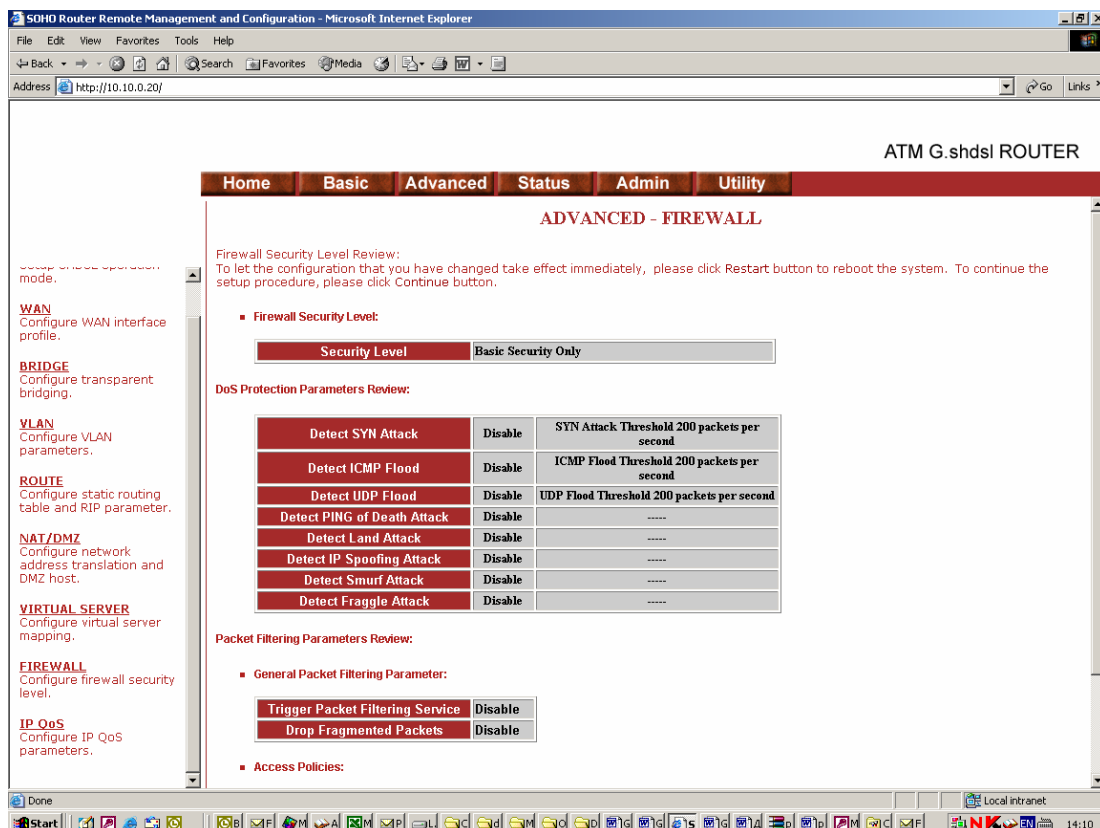 SOHO Router Remote Management and Configuration - Microsoft Internet Explorer
File Edit View Favorites Tools Help
Back Search Favorites Media
Address http://10.10.0.20/ Go Links
ATM G.shdsl ROUTER
Home Basic Advanced Status Admin Utility
mode.
WAN
Configure WAN interface
profile.
BRIDGE
Configure transparent
bridging.
VLAN
Configure VLAN
parameters.
ROUTE
Configure static routing
table and RIP parameter.
NAT/DMZ
Configure network
address translation and
DMZ host.
VIRTUAL SERVER
Configure virtual server
mapping.
FIREWALL
Configure firewall security
level.
IP QoS
Configure IP QoS
parameters.
ADVANCED - FIREWALL
Firewall Security Level Review:
To let the configuration that you have changed take effect immediately, please click Restart button to reboot the system. To continue the
setup procedure, please click Continue button.
Firewall Security Level:
Security Level Basic Security Only
DoS Protection Parameters Review:
Detect SYN Attack Disable SYN Attack Threshold 200 packets per
second
Detect ICMP Flood Disable ICMP Flood Threshold 200 packets per
second
Detect UDP Flood Disable UDP Flood Threshold 200 packets per second
Detect PING of Death Attack Disable -----
Detect Land Attack Disable -----
Detect IP Spoofing Attack Disable -----
Detect Smurf Attack Disable -----
Detect Fraggle Attack Disable -----
Packet Filtering Parameters Review:
General Packet Filtering Parameter:
Trigger Packet Filtering Service Disable
Drop Fragmented Packets Disable
Access Policies:
Done Local intranet
Start EN 14:10